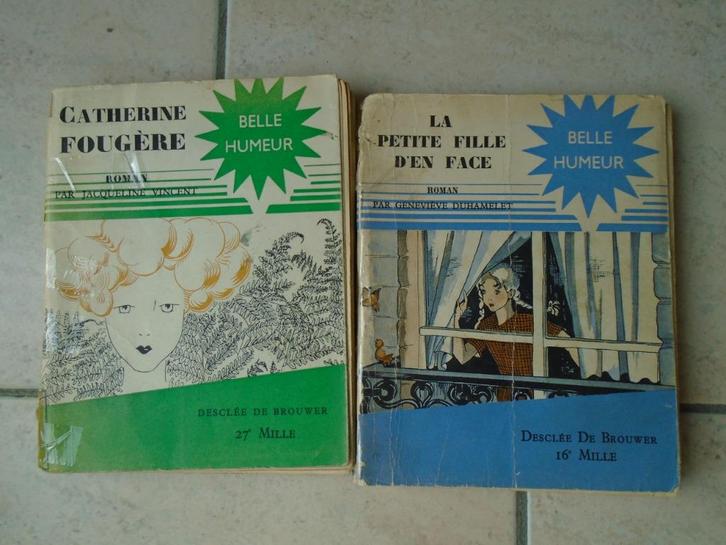 CATHERINE
FOUGÈRE
BELLE
HUMEUR
ROMAN
PAR JACQUELINE VINCENT
DESCLÉE DE BROUWER
27e MILLE
LA
PETITE FILLE
D'EN FACE
BELLE
HUMEUR
ROMAN
PAR GENEVIÈVE DUHAMELET
DESCLÉE DE BROUWER
16e MILLE